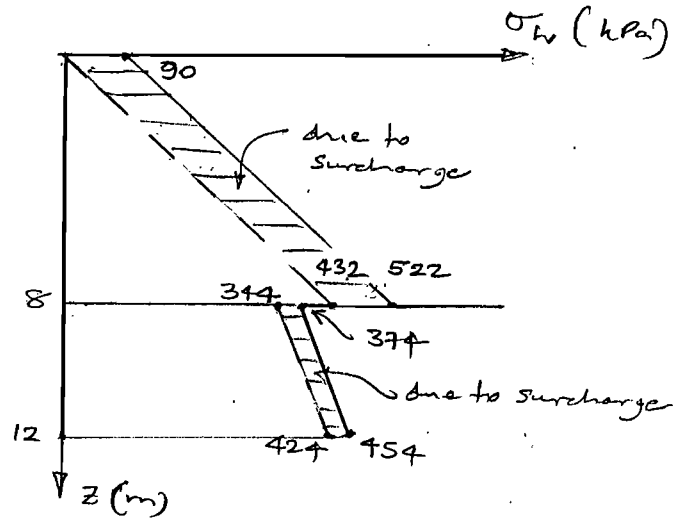 σh (kPa)
90
due to
surcharge
432 522
344
8
374
due to surcharge
12
424 454
z (m)